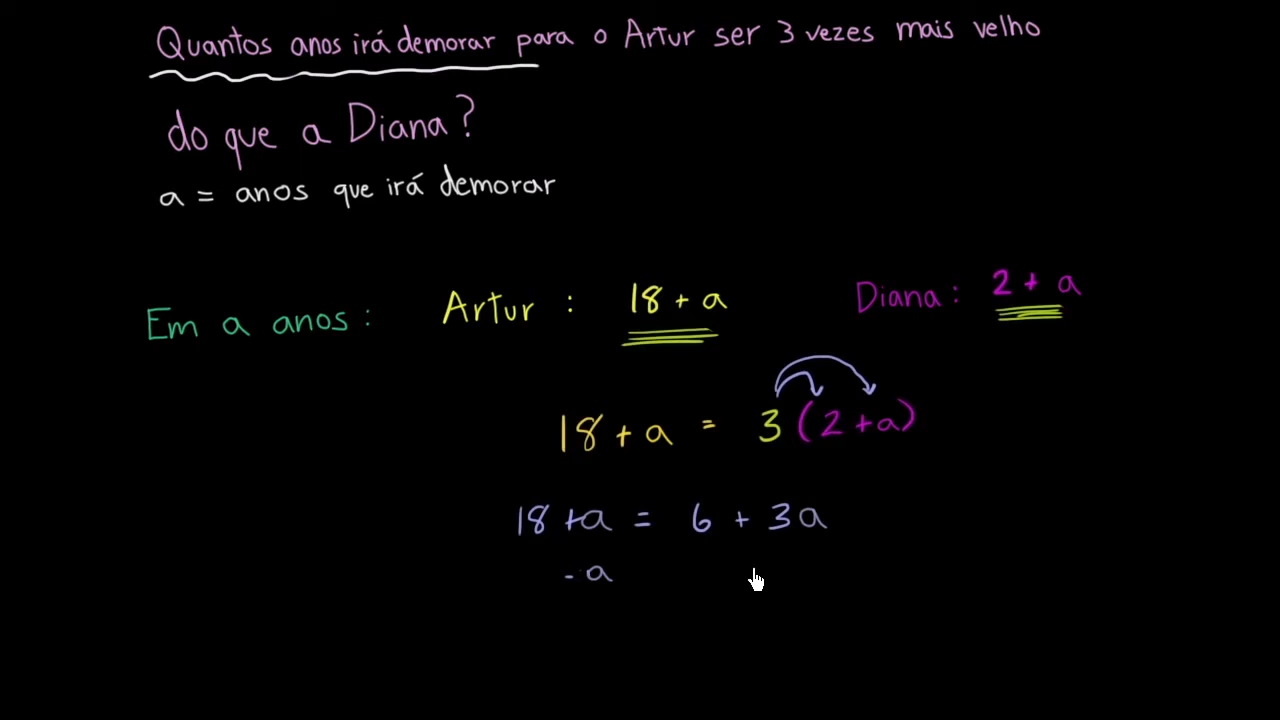 Quantos anos irá demorar para o Artur ser 3 vezes mais velho
do que a Diana?
a = anos que irá demorar
Em a anos: Artur : 18 + a Diana: 2 + a
18 + a = 3 (2 + a)
18 + a = 6 + 3a
- a